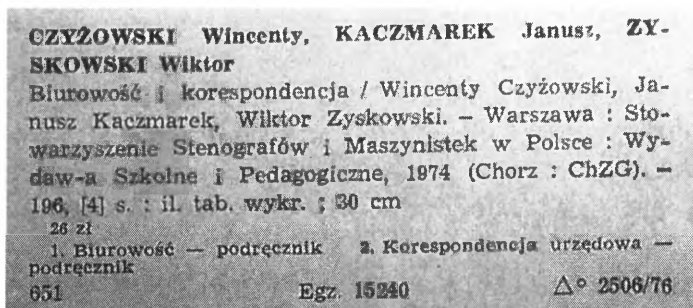 CZYŻOWSKI Wincenty, KACZMAREK Janusz, ZY-
SKOWSKI Wiktor
Biurowość i korespondencja / Wincenty Czyżowski, Ja-
nusz Kaczmarek, Wiktor Zyskowski. — Warszawa : Sto-
warzyszenie Stenografów i Maszynistek w Polsce : Wy-
daw-a Szkolne i Pedagogiczne, 1974 (Chorz : ChZG). —
196, [4] s. : il. tab. wykr. ; 30 cm
26 zł
1. Biurowość — podręcznik 2. Korespondencja urzędowa —
podręcznik
651 Egz. 15240 △° 2506/76